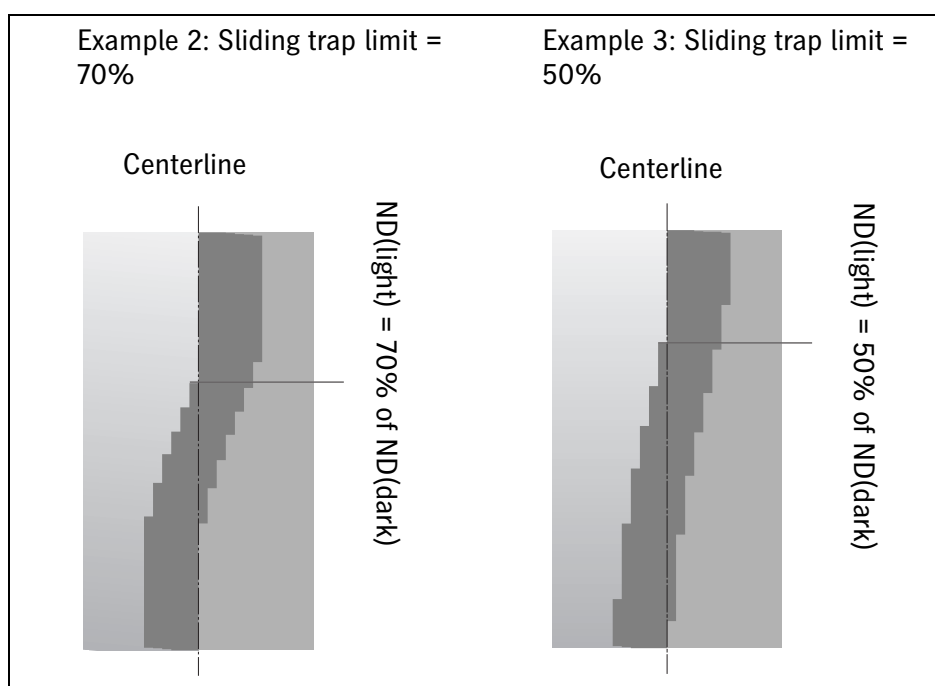 Example 2: Sliding trap limit =
70%
Centerline
ND(light) = 70% of ND(dark)
Example 3: Sliding trap limit =
50%
Centerline
ND(light) = 50% of ND(dark)